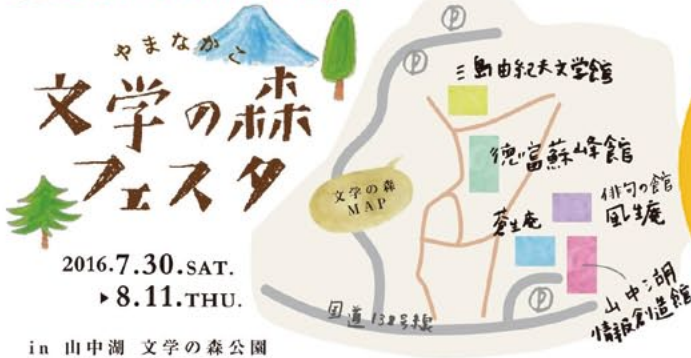 やまなかこ
文学の森
フェスタ
2016.7.30.SAT.
▶8.11.THU.
in 山中湖 文学の森公園
P
P
三島由紀夫文学館
徳富蘇峰館
文学の森
MAP
俳句の館
風生庵
蒼生庵
P
国道138号線
山中湖
情報創造館